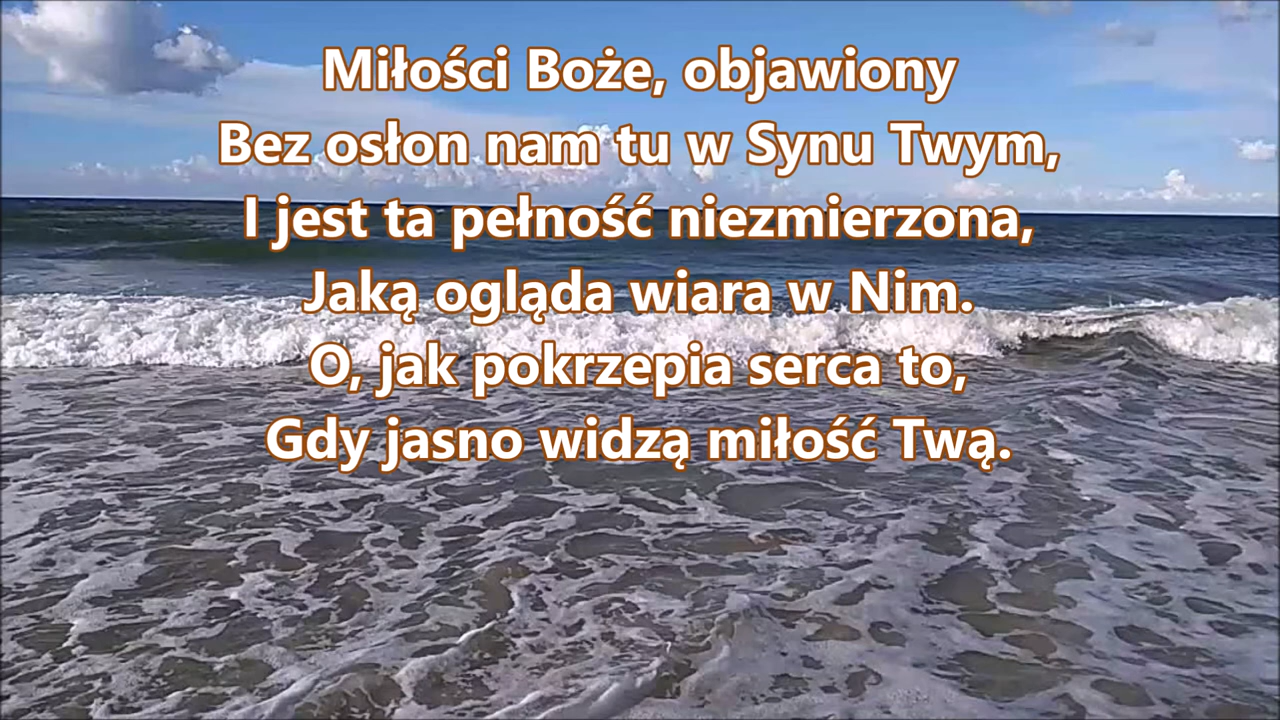 Miłości Boże, objawiony
Bez osłon nam tu w Synu Twym,
I jest ta pełność niezmierzona,
Jaką ogląda wiara w Nim.
O, jak pokrzepia serca to,
Gdy jasno widzą miłość Twą.